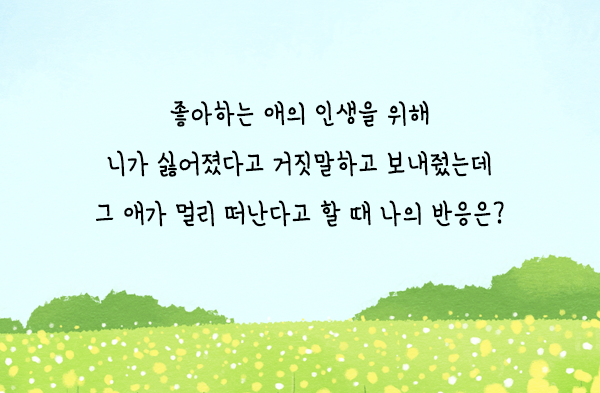 좋아하는 애의 인생을 위해
니가 싫어졌다고 거짓말하고 보내줬는데
그 애가 멀리 떠난다고 할 때 나의 반응은?